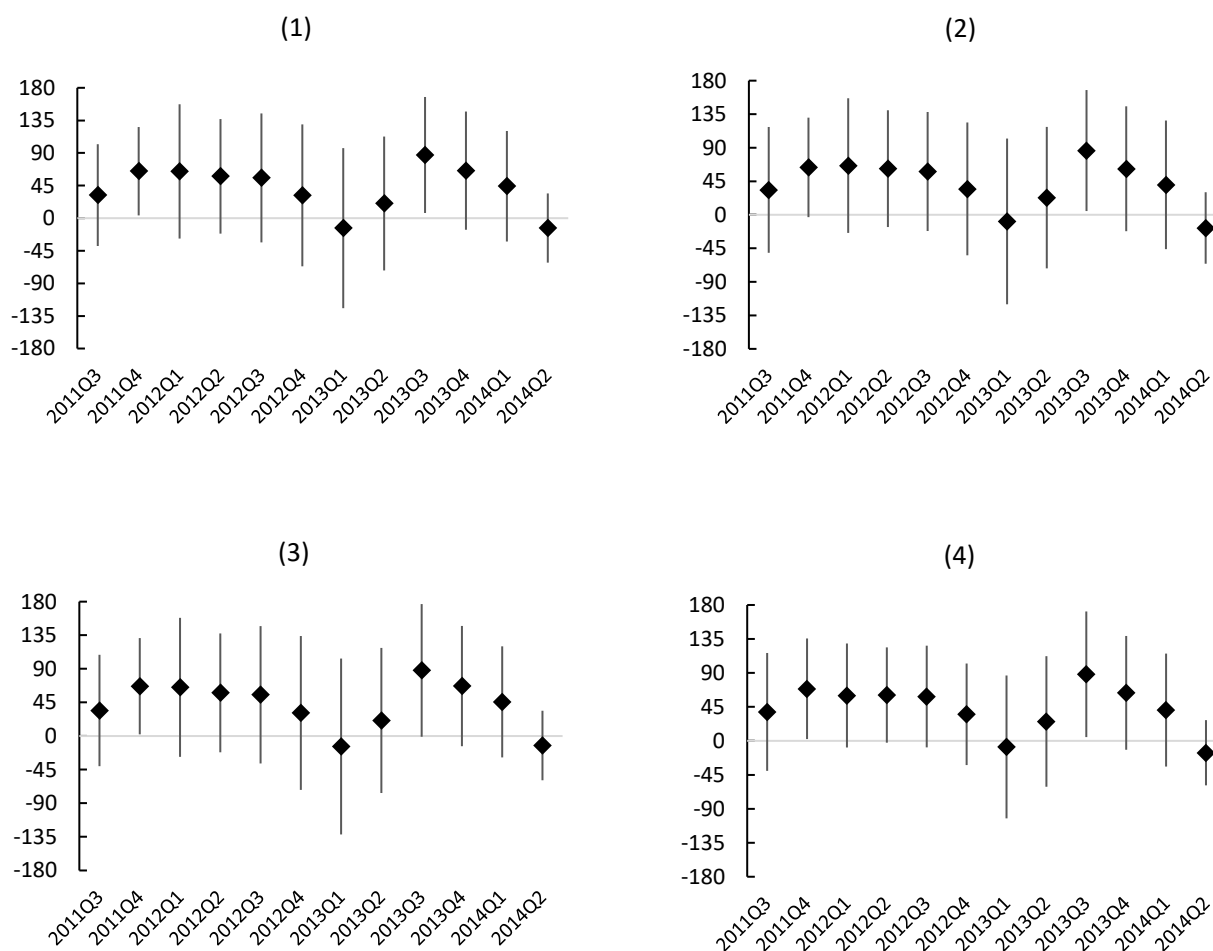 (1)
180
135
90
45
0
-45
-90
-135
-180
2011Q3
2011Q4
2012Q1
2012Q2
2012Q3
2012Q4
2013Q1
2013Q2
2013Q3
2013Q4
2014Q1
2014Q2
(2)
180
135
90
45
0
-45
-90
-135
-180
2011Q3
2011Q4
2012Q1
2012Q2
2012Q3
2012Q4
2013Q1
2013Q2
2013Q3
2013Q4
2014Q1
2014Q2
(3)
180
135
90
45
0
-45
-90
-135
-180
2011Q3
2011Q4
2012Q1
2012Q2
2012Q3
2012Q4
2013Q1
2013Q2
2013Q3
2013Q4
2014Q1
2014Q2
(4)
180
135
90
45
0
-45
-90
-135
-180
2011Q3
2011Q4
2012Q1
2012Q2
2012Q3
2012Q4
2013Q1
2013Q2
2013Q3
2013Q4
2014Q1
2014Q2